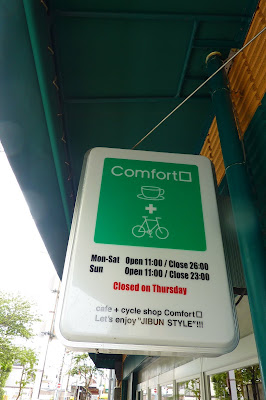 Comfort□
+
Mon-Sat Open 11:00 / Close 26:00
Sun Open 11:00 / Close 23:00
Closed on Thursday
cafe + cycle shop Comfort□
Let's enjoy "JIBUN STYLE"!!!